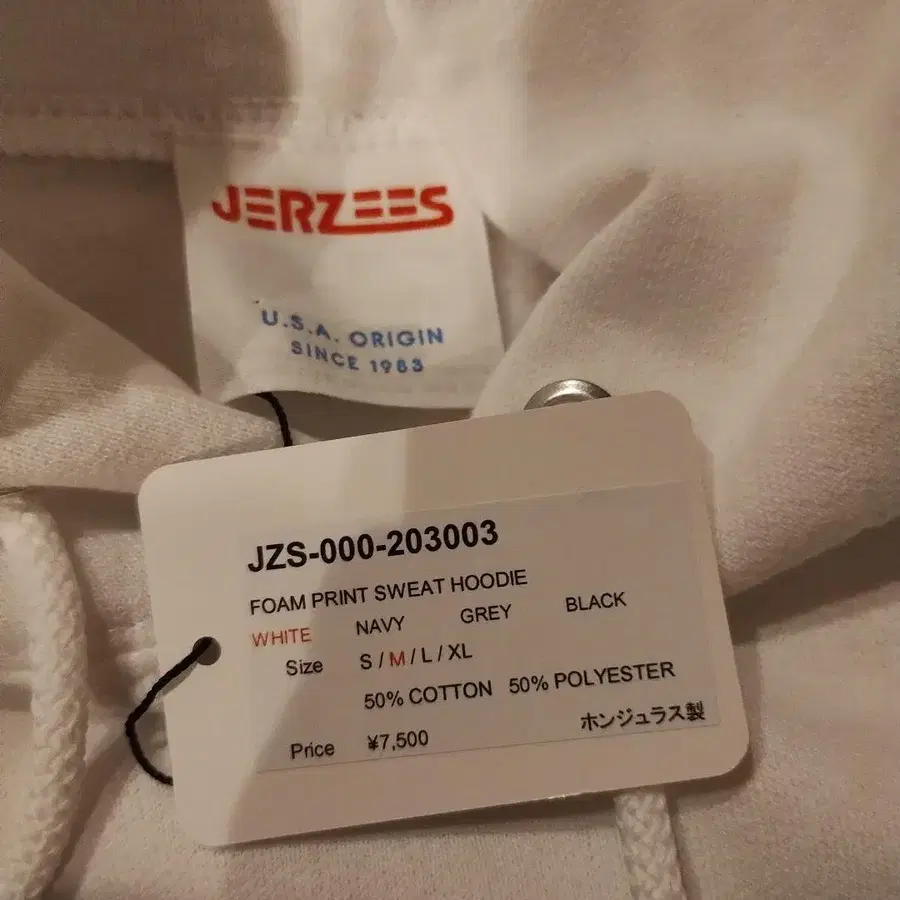 JERZEES
U.S.A. ORIGIN
SINCE 1983
JZS-000-203003
FOAM PRINT SWEAT HOODIE
WHITE NAVY GREY BLACK
Size S / M / L / XL
50% COTTON 50% POLYESTER
ホンジュラス製
Price ¥7,500